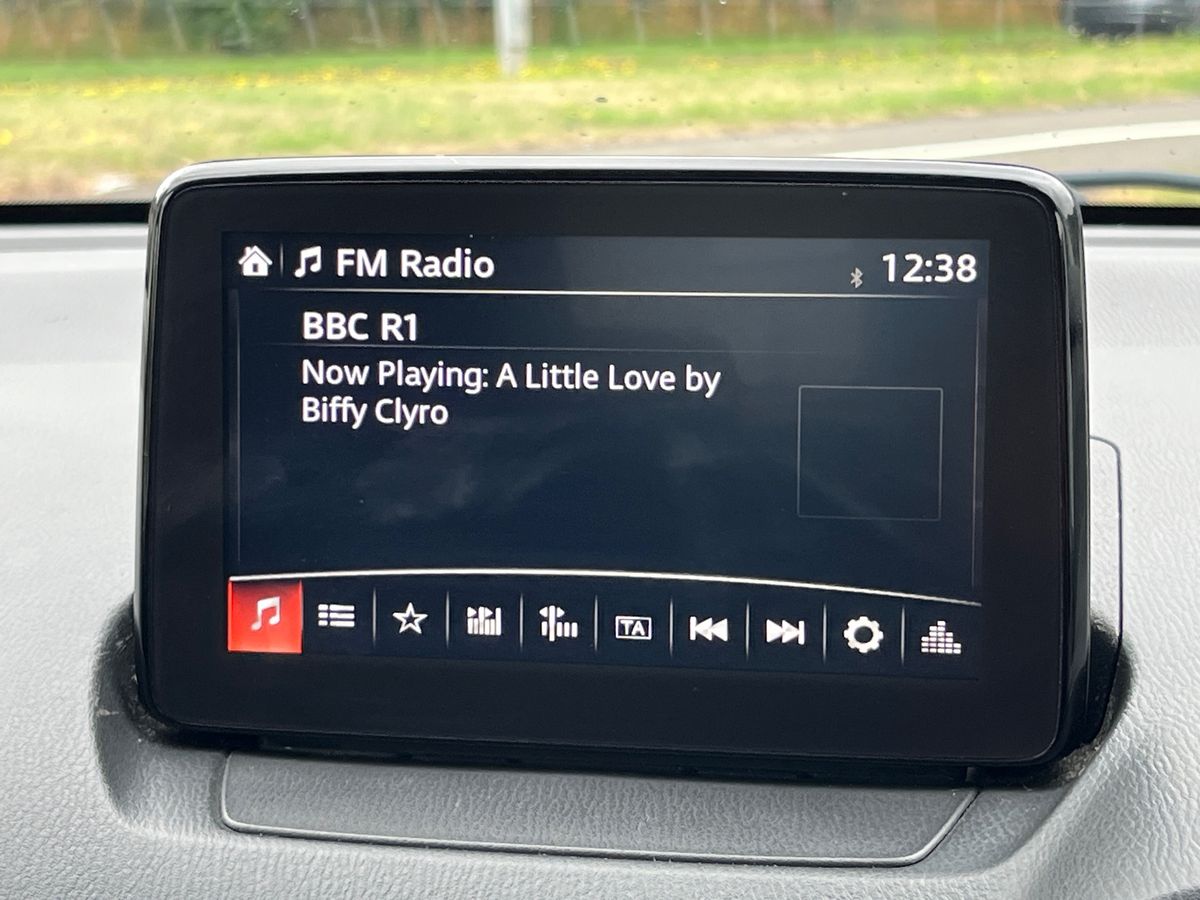 FM Radio
12:38
BBC R1
Now Playing: A Little Love by
Biffy Clyro
TA